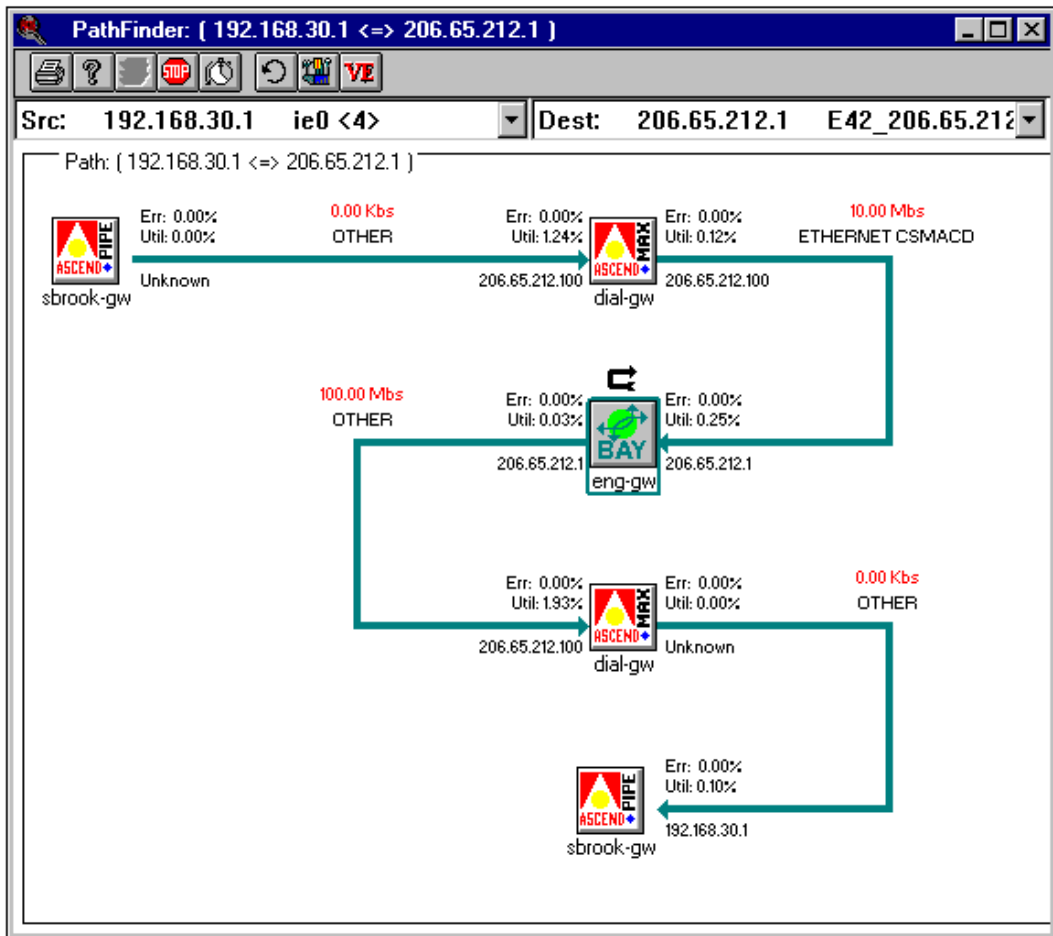 PathFinder: ( 192.168.30.1 <=> 206.65.212.1 )
? STOP VE
Src: 192.168.30.1 ie0 <4> Dest: 206.65.212.1 E42_206.65.212
Path: ( 192.168.30.1 <=> 206.65.212.1 )
ASCEND PIPE
sbrook-gw
Err: 0.00%
Util: 0.00%
Unknown
0.00 Kbs
OTHER
Err: 0.00%
Util: 1.24%
206.65.212.100
ASCEND MAX
dial-gw
Err: 0.00%
Util: 0.12%
206.65.212.100
10.00 Mbs
ETHERNET CSMACD
100.00 Mbs
OTHER
Err: 0.00%
Util: 0.03%
206.65.212.1
BAY
eng-gw
Err: 0.00%
Util: 0.25%
206.65.212.1
Err: 0.00%
Util: 1.93%
206.65.212.100
ASCEND MAX
dial-gw
Err: 0.00%
Util: 0.00%
Unknown
0.00 Kbs
OTHER
ASCEND PIPE
sbrook-gw
Err: 0.00%
Util: 0.10%
192.168.30.1